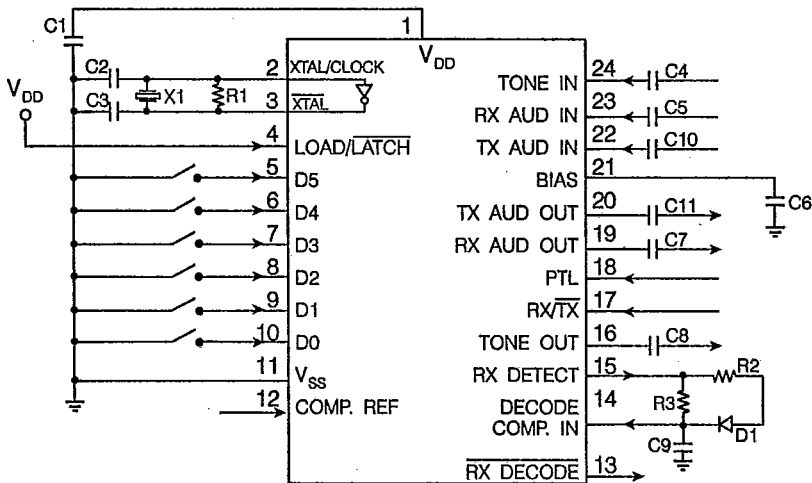 C1
1
VDD
C2
2
XTAL/CLOCK
VDD
X1
R1
C3
3
XTAL
4
LOAD/LATCH
5
D5
6
D4
7
D3
8
D2
9
D1
10
D0
11
VSS
12
COMP. REF
TONE IN
24
C4
RX AUD IN
23
C5
TX AUD IN
22
C10
BIAS
21
C6
TX AUD OUT
20
C11
RX AUD OUT
19
C7
PTL
18
RX/TX
17
TONE OUT
16
C8
RX DETECT
15
R2
R3
DECODE
COMP. IN
14
D1
C9
RX DECODE
13